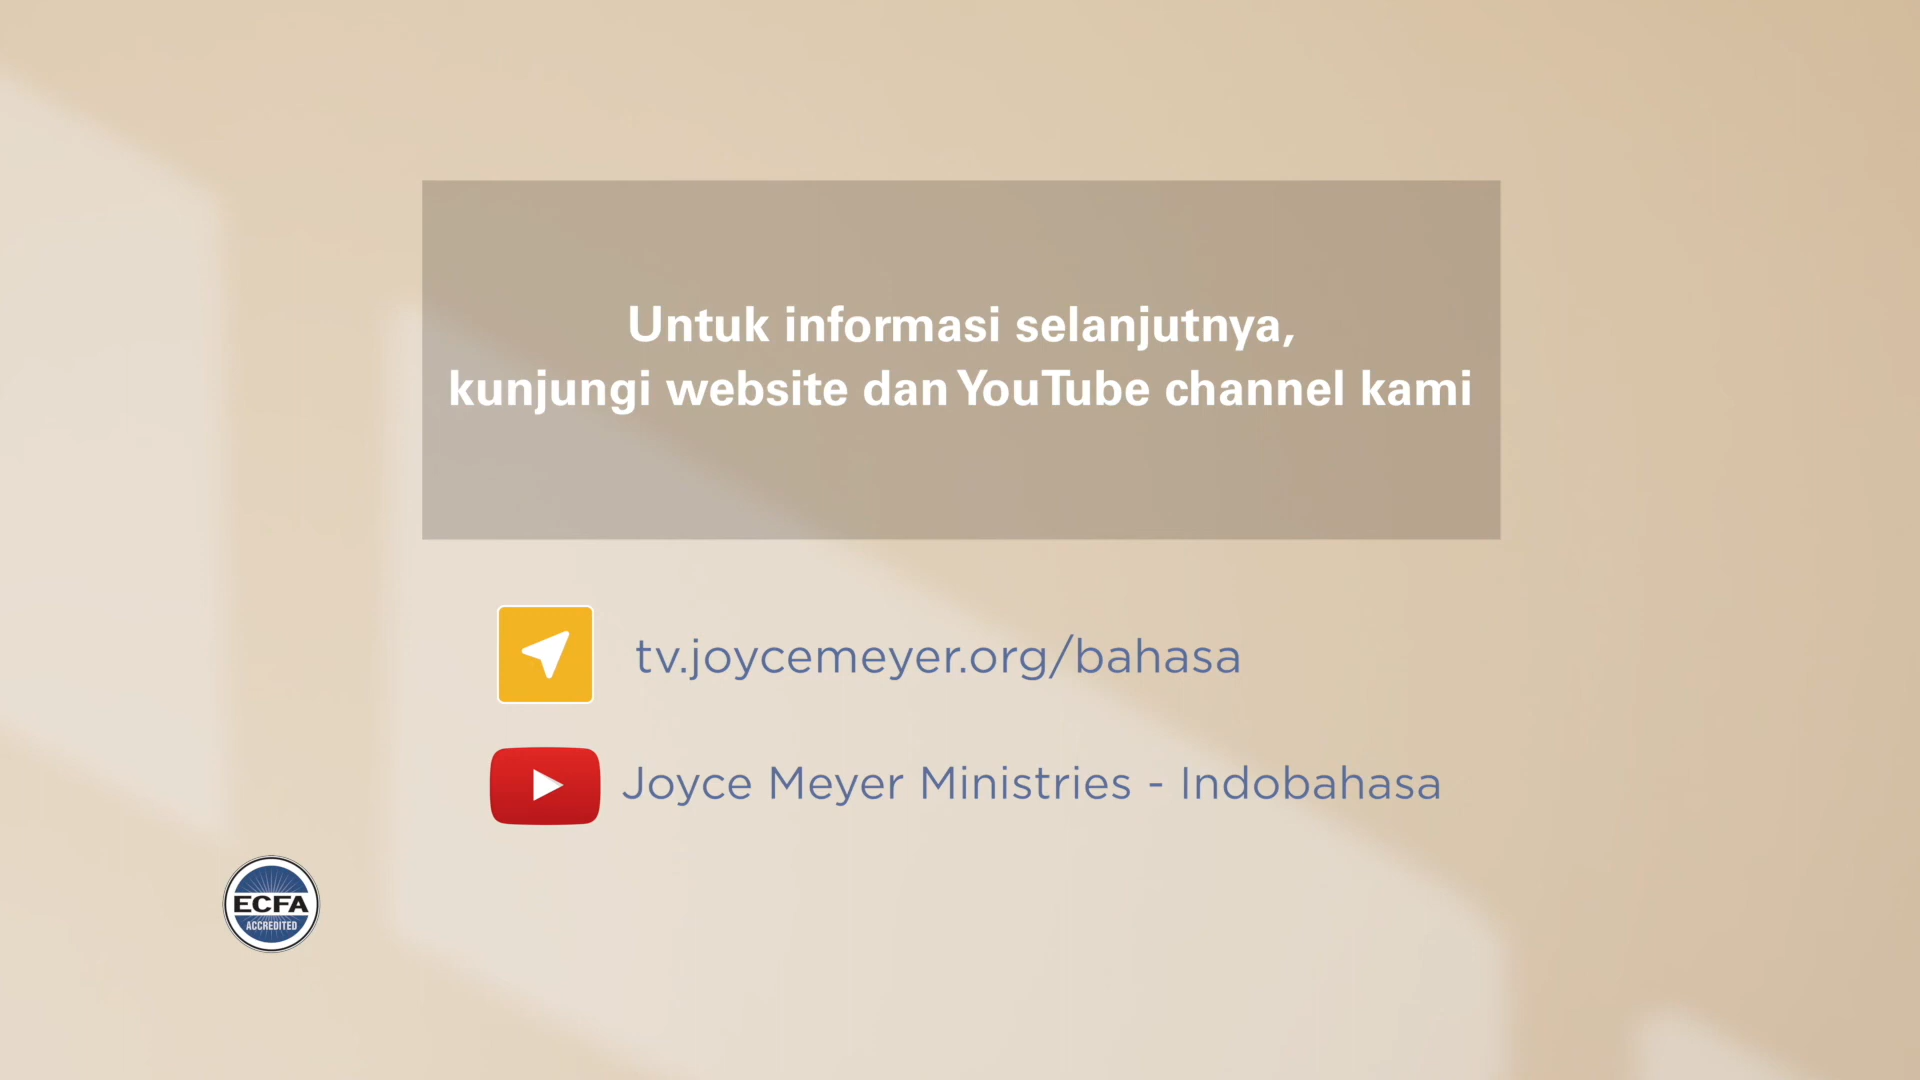 Untuk informasi selanjutnya,
kunjungi website dan YouTube channel kami
tv.joycemeyer.org/bahasa
Joyce Meyer Ministries - Indobahasa
ECFA
ACCREDITED